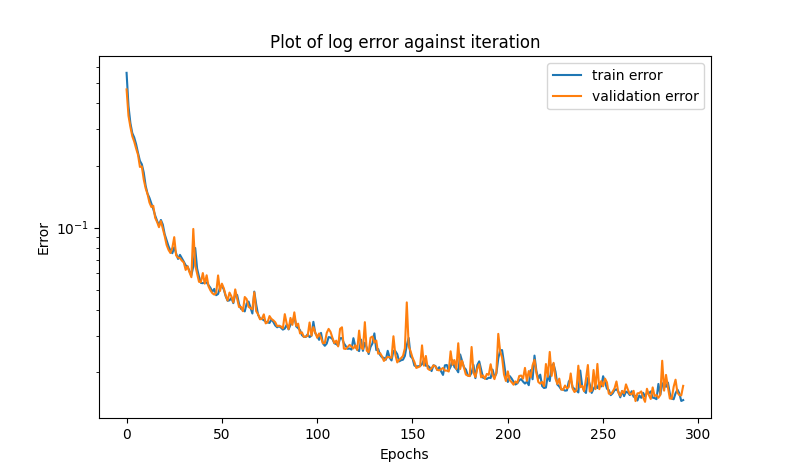 Plot of log error against iteration
train error
validation error
Error
10⁻¹
0
50
100
150
200
250
300
Epochs